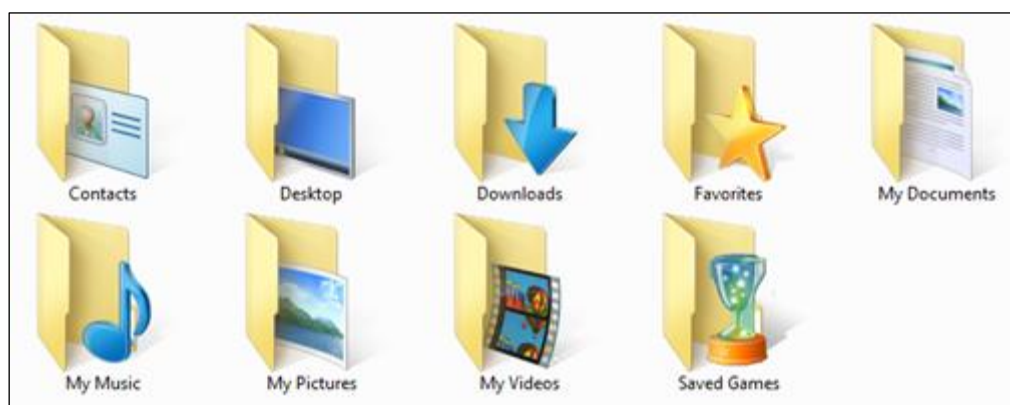 Contacts
Desktop
Downloads
Favorites
My Documents
My Music
My Pictures
My Videos
Saved Games